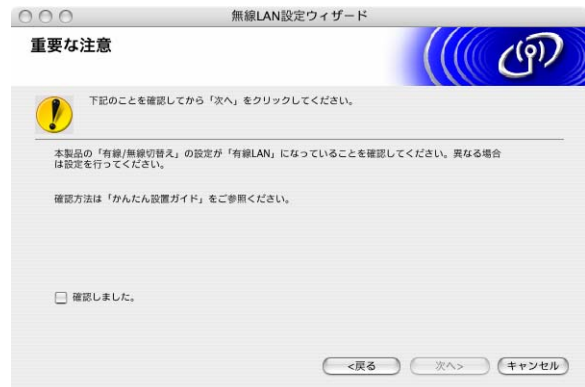 無線LAN設定ウィザード
重要な注意
下記のことを確認してから「次へ」をクリックしてください。
本製品の「有線/無線切替え」の設定が「有線LAN」になっていることを確認してください。異なる場合
は設定を行ってください。
確認方法は「かんたん設置ガイド」をご参照ください。
確認しました。
<戻る 次へ> キャンセル